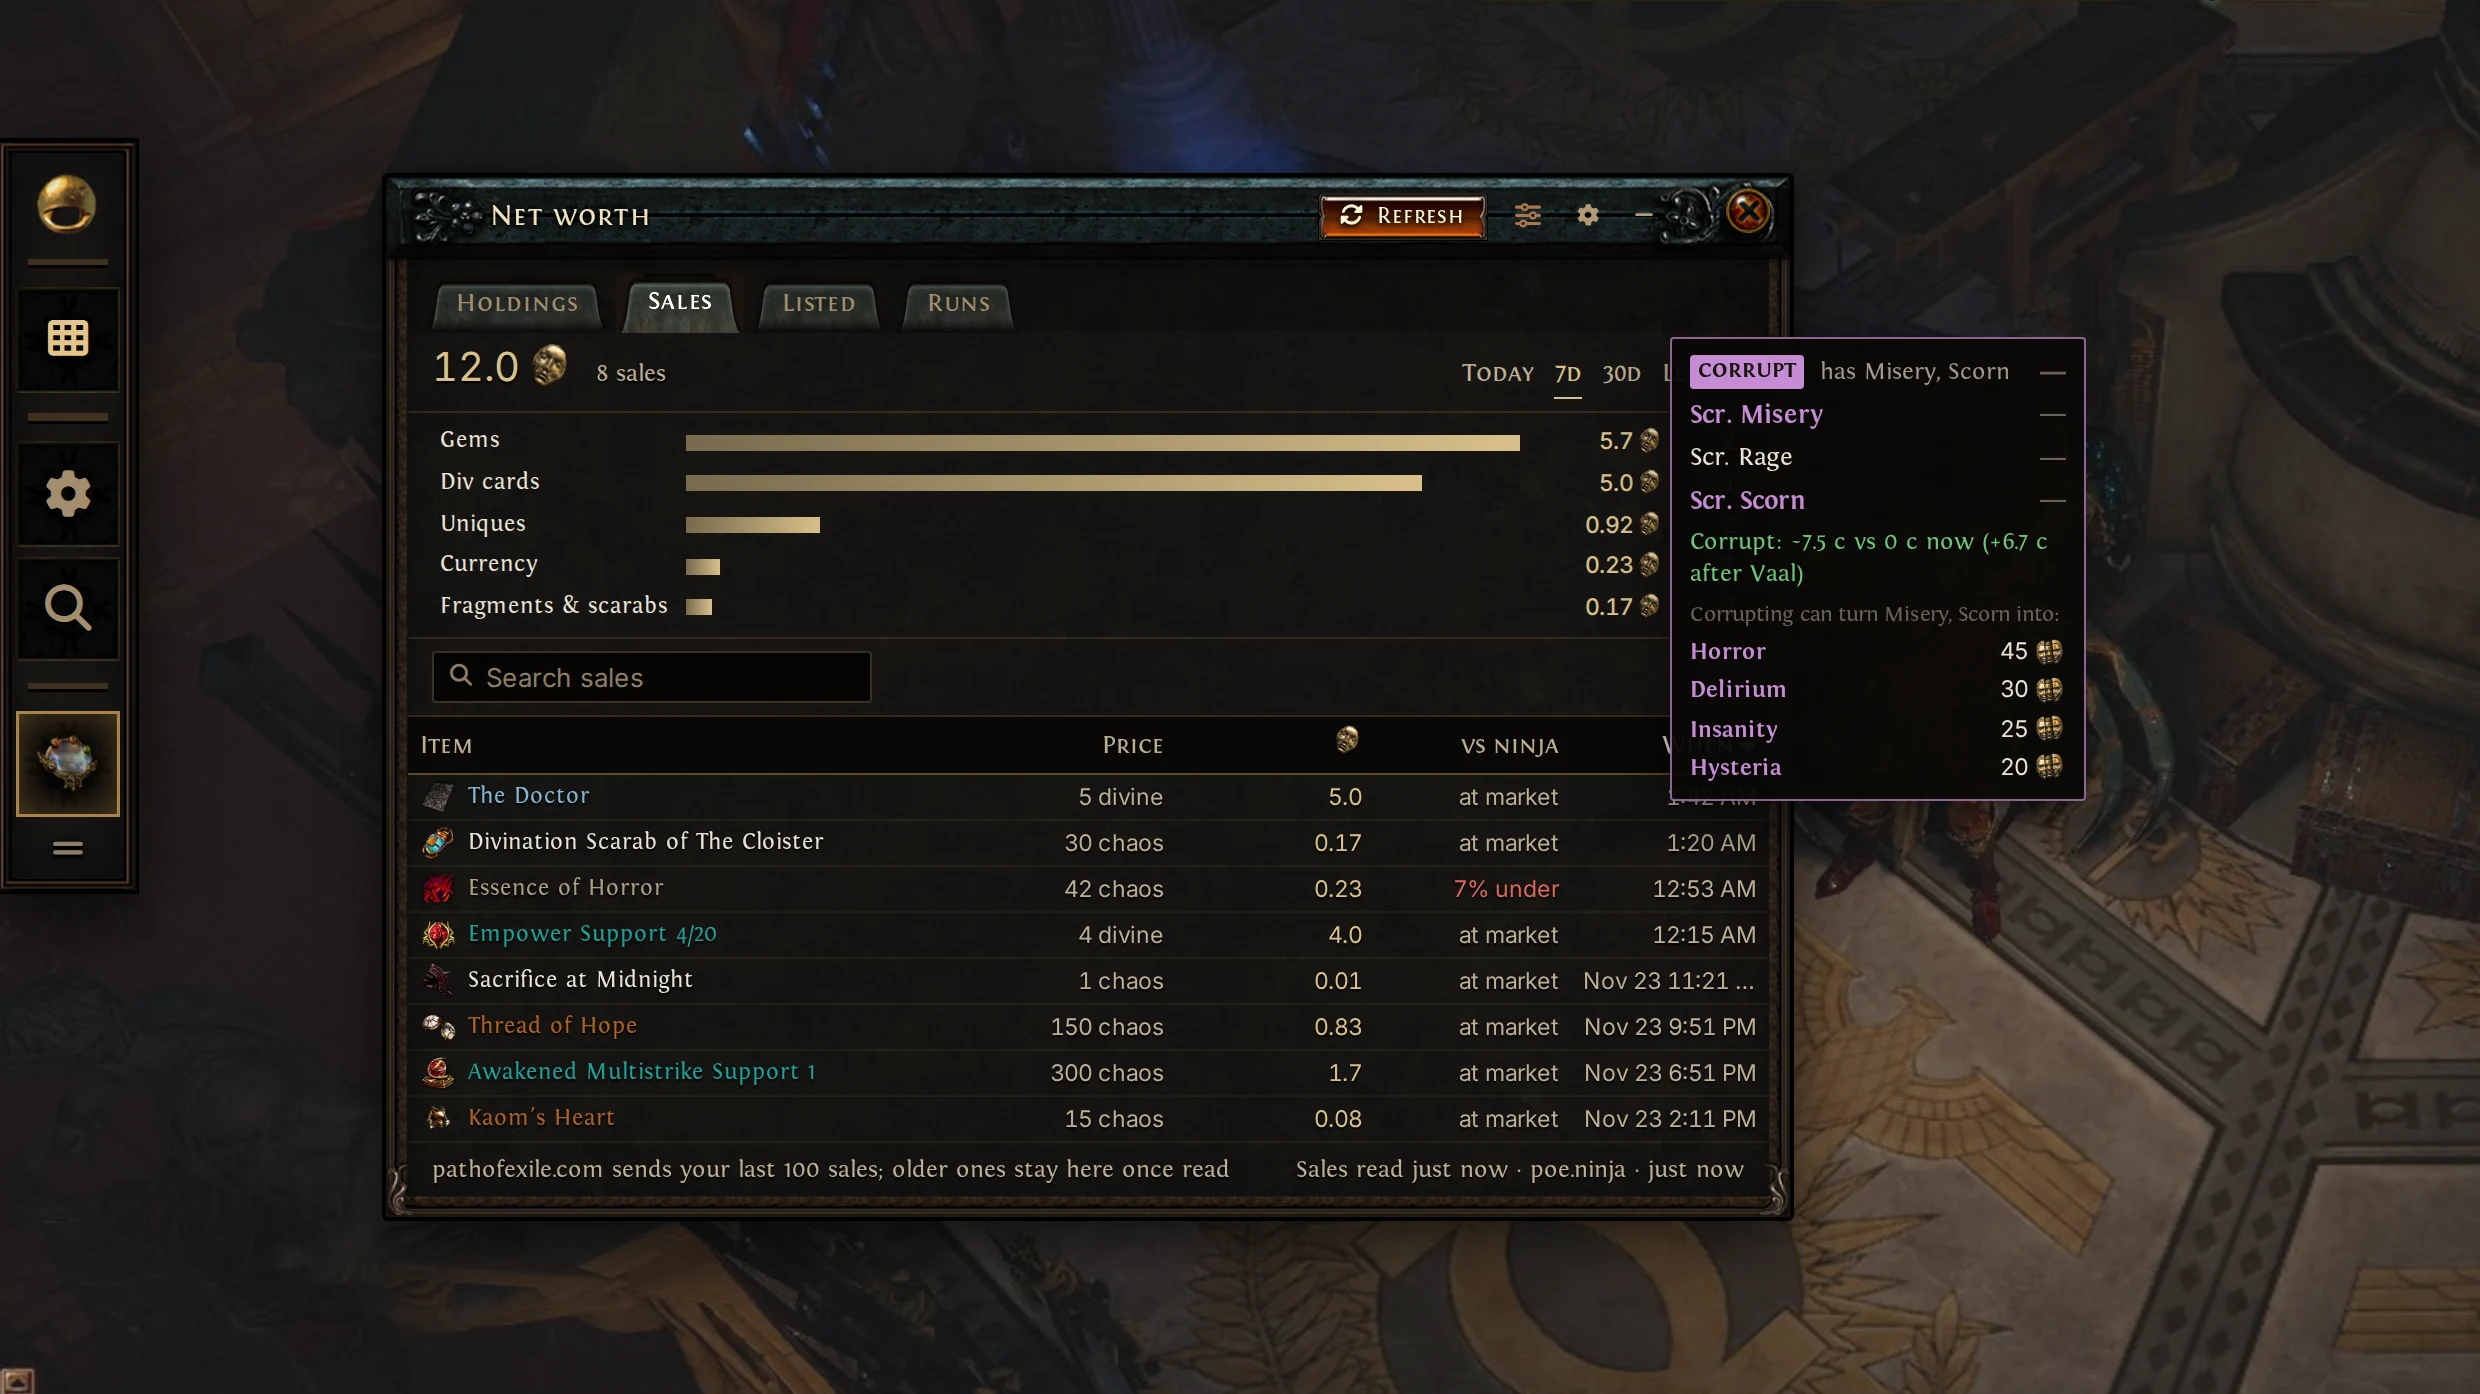 NET WORTH
REFRESH
HOLDINGS
SALES
LISTED
RUNS
12.0
8 sales
TODAY 7D 30D
Gems 5.7
Div cards 5.0
Uniques 0.92
Currency 0.23
Fragments & scarabs 0.17
Search sales
ITEM PRICE VS NINJA WHEN
The Doctor 5 divine 5.0 at market 1:42 AM
Divination Scarab of The Cloister 30 chaos 0.17 at market 1:20 AM
Essence of Horror 42 chaos 0.23 7% under 12:53 AM
Empower Support 4/20 4 divine 4.0 at market 12:15 AM
Sacrifice at Midnight 1 chaos 0.01 at market Nov 23 11:21 ...
Thread of Hope 150 chaos 0.83 at market Nov 23 9:51 PM
Awakened Multistrike Support 1 300 chaos 1.7 at market Nov 23 6:51 PM
Kaom's Heart 15 chaos 0.08 at market Nov 23 2:11 PM
pathofexile.com sends your last 100 sales; older ones stay here once read
Sales read just now · poe.ninja · just now
CORRUPT has Misery, Scorn —
Scr. Misery —
Scr. Rage —
Scr. Scorn —
Corrupt: ~7.5 c vs 0 c now (+6.7 c
after Vaal)
Corrupting can turn Misery, Scorn into:
Horror 45
Delirium 30
Insanity 25
Hysteria 20